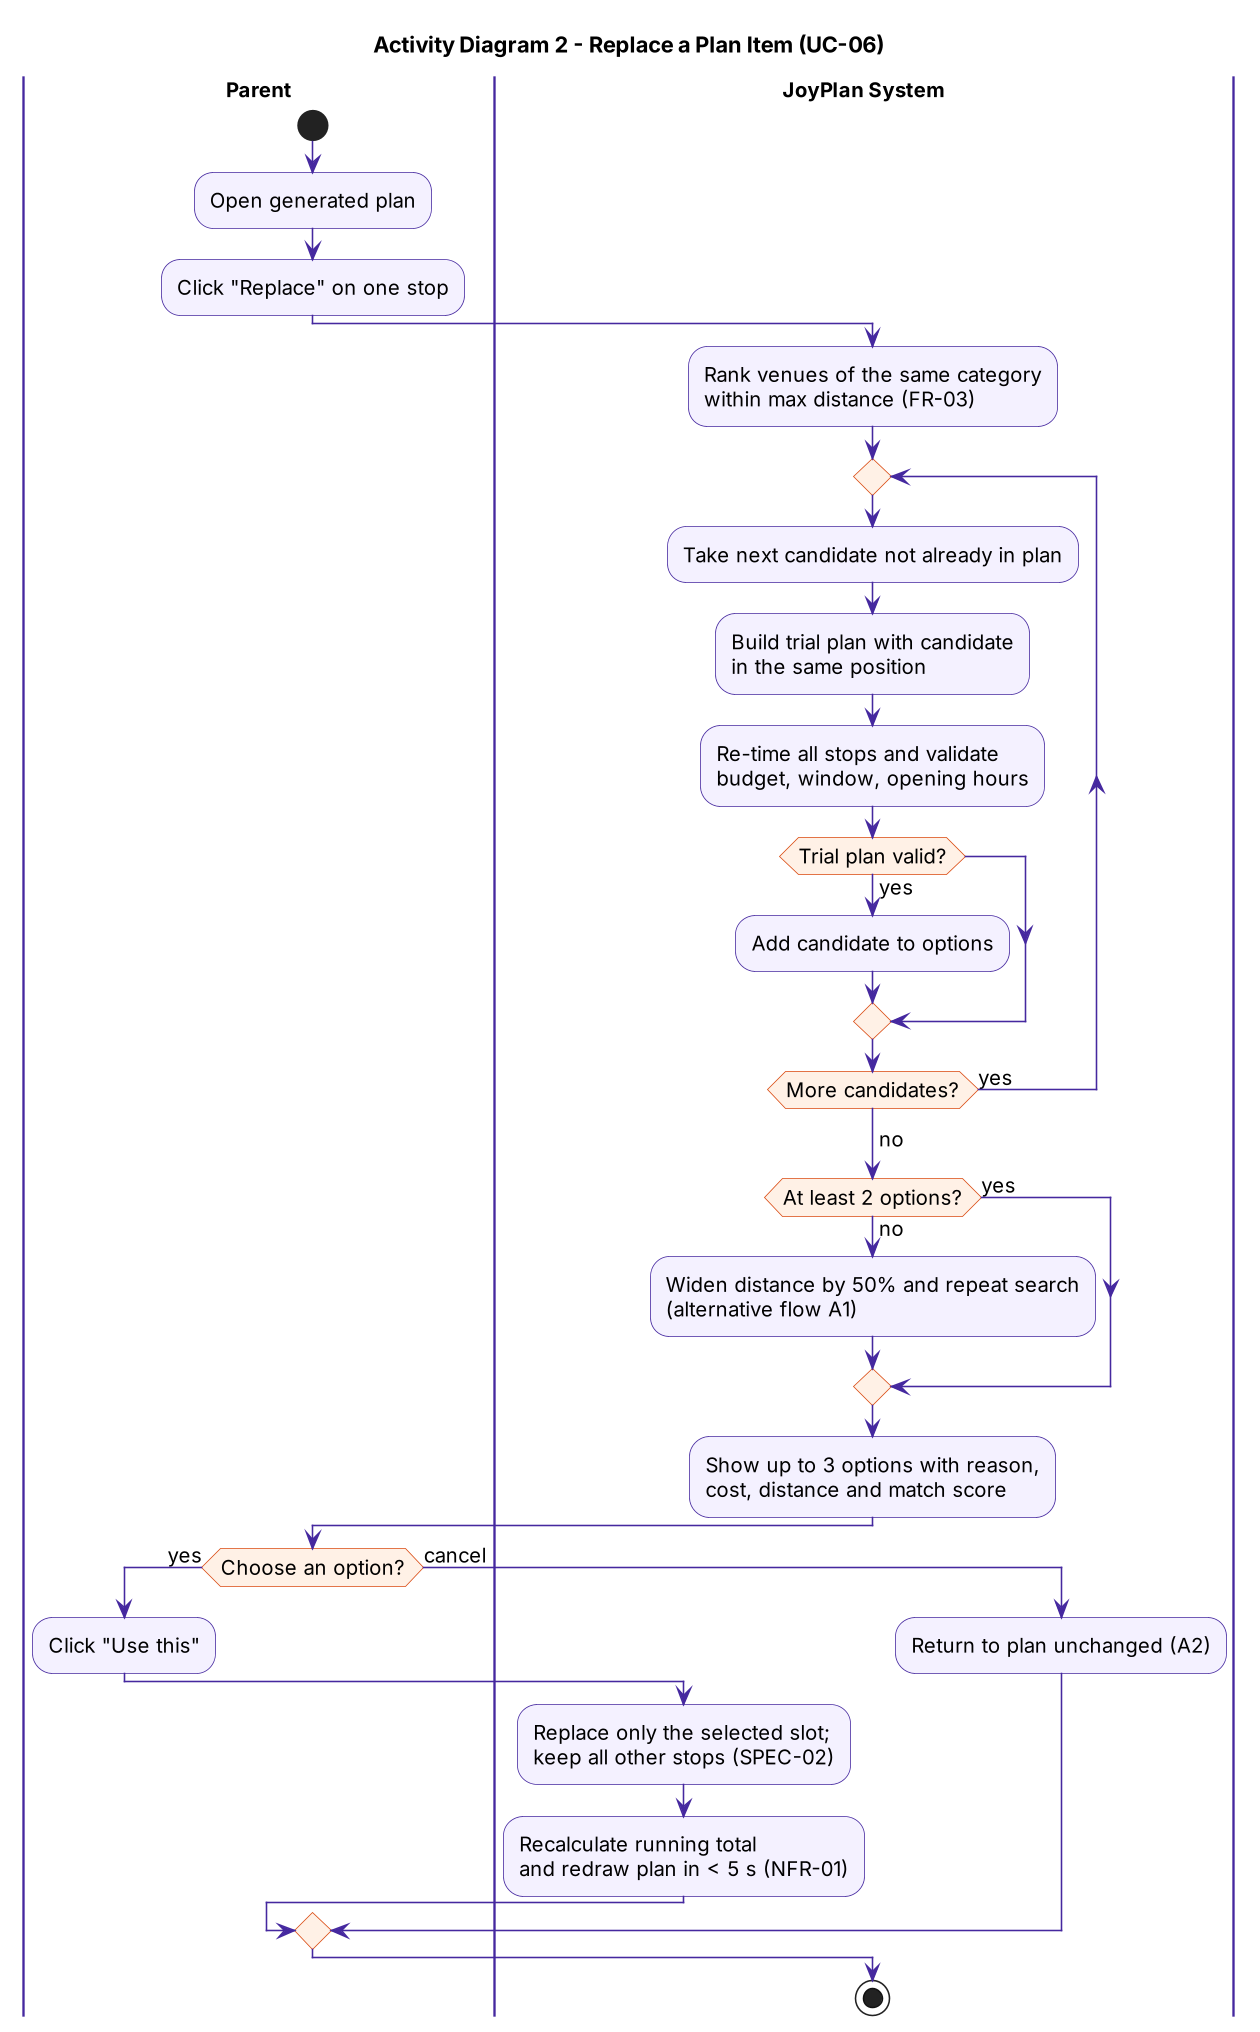 Activity Diagram 2 - Replace a Plan Item (UC-06)
Parent
JoyPlan System
Open generated plan
Click "Replace" on one stop
Rank venues of the same category
within max distance (FR-03)
Take next candidate not already in plan
Build trial plan with candidate
in the same position
Re-time all stops and validate
budget, window, opening hours
Trial plan valid?
yes
Add candidate to options
More candidates?
yes
no
At least 2 options?
yes
no
Widen distance by 50% and repeat search
(alternative flow A1)
Show up to 3 options with reason,
cost, distance and match score
yes
Choose an option?
cancel
Click "Use this"
Return to plan unchanged (A2)
Replace only the selected slot;
keep all other stops (SPEC-02)
Recalculate running total
and redraw plan in < 5 s (NFR-01)